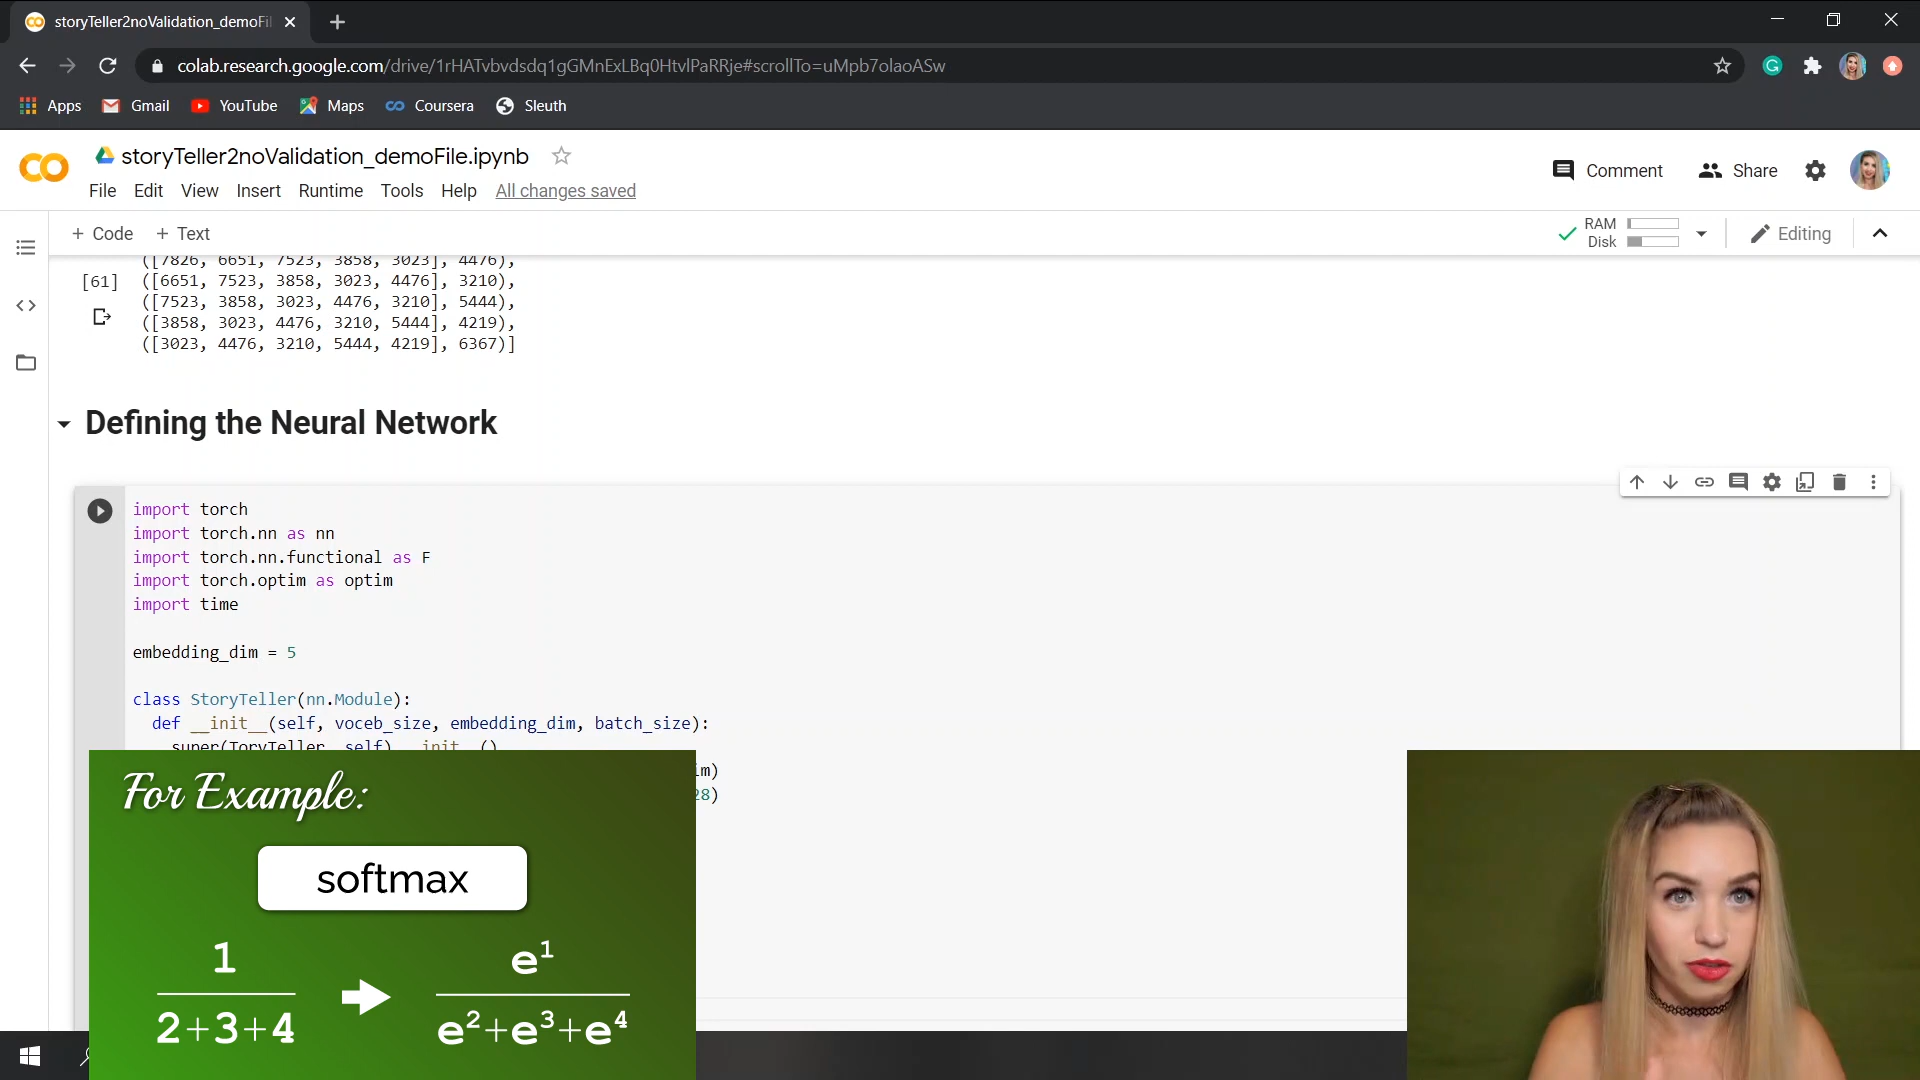 storyTeller2noValidation_demoFil
colab.research.google.com/drive/1rHATvbvdsdq1gGMnExLBq0HtvlPaRRje#scrollTo=uMpb7olaoASw
Apps Gmail YouTube Maps Coursera Sleuth
storyTeller2noValidation_demoFile.ipynb
Comment Share
File Edit View Insert Runtime Tools Help All changes saved
+ Code + Text
RAM
Disk
Editing
([7826, 6651, 7523, 3858, 3023], 4476),
[61] ([6651, 7523, 3858, 3023, 4476], 3210),
([7523, 3858, 3023, 4476, 3210], 5444),
([3858, 3023, 4476, 3210, 5444], 4219),
([3023, 4476, 3210, 5444, 4219], 6367)]
Defining the Neural Network
import torch
import torch.nn as nn
import torch.nn.functional as F
import torch.optim as optim
import time
embedding_dim = 5
class StoryTeller(nn.Module):
def __init__(self, voceb_size, embedding_dim, batch_size):
super(ToryTeller, self).__init__()
im)
28)
For Example:
softmax
1
2+3+4
e¹
e²+e³+e⁴